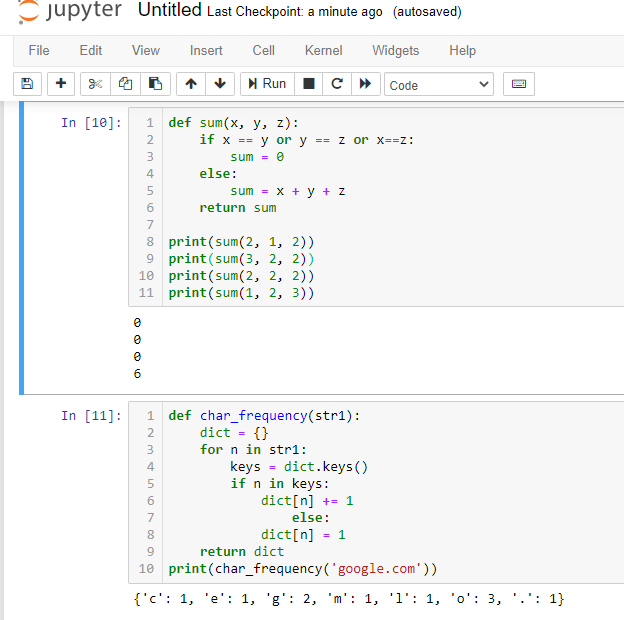 jupyter Untitled Last Checkpoint: a minute ago (autosaved)
File Edit View Insert Cell Kernel Widgets Help
Run Code
In [10]:
1 def sum(x, y, z):
2     if x == y or y == z or x==z:
3         sum = 0
4     else:
5         sum = x + y + z
6     return sum
7
8 print(sum(2, 1, 2))
9 print(sum(3, 2, 2))
10 print(sum(2, 2, 2))
11 print(sum(1, 2, 3))
0
0
0
6
In [11]:
1 def char_frequency(str1):
2     dict = {}
3     for n in str1:
4         keys = dict.keys()
5         if n in keys:
6             dict[n] += 1
7                 else:
8             dict[n] = 1
9     return dict
10 print(char_frequency('google.com'))
{'c': 1, 'e': 1, 'g': 2, 'm': 1, 'l': 1, 'o': 3, '.': 1}